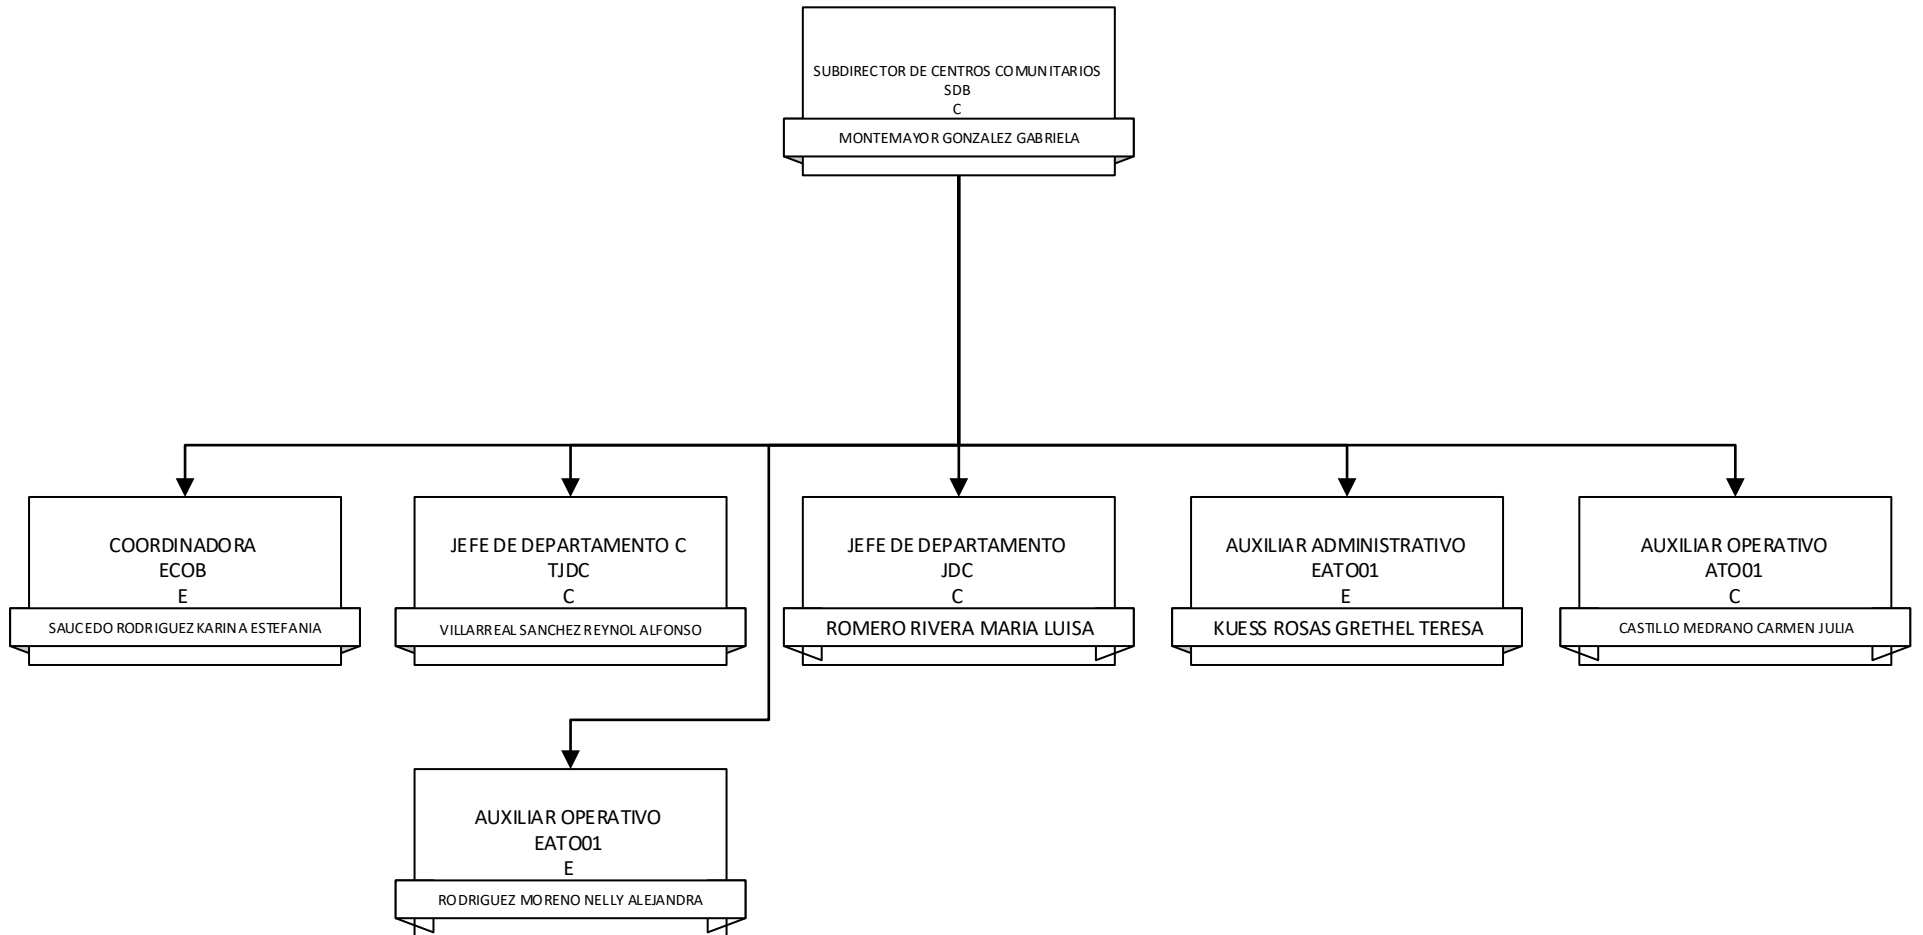 SUBDIRECTOR DE CENTROS COMUNITARIOS
SDB
C
MONTEMAYOR GONZALEZ GABRIELA
COORDINADORA
ECOB
E
SAUCEDO RODRIGUEZ KARINA ESTEFANIA
JEFE DE DEPARTAMENTO C
TJDC
C
VILLARREAL SANCHEZ REYNOL ALFONSO
JEFE DE DEPARTAMENTO
JDC
C
ROMERO RIVERA MARIA LUISA
AUXILIAR ADMINISTRATIVO
EATO01
E
KUESS ROSAS GRETHEL TERESA
AUXILIAR OPERATIVO
ATO01
C
CASTILLO MEDRANO CARMEN JULIA
AUXILIAR OPERATIVO
EATO01
E
RODRIGUEZ MORENO NELLY ALEJANDRA